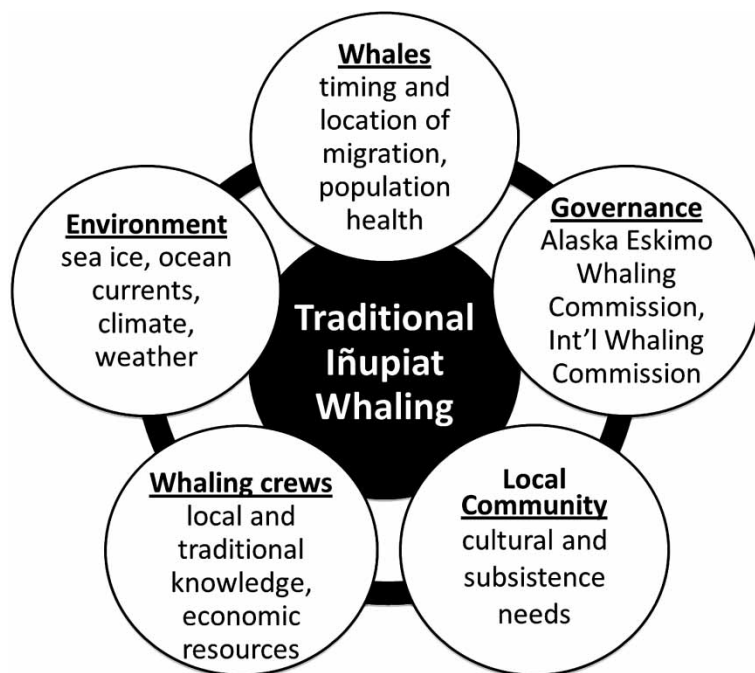 Whales
timing and
location of
migration,
population
health
Governance
Alaska Eskimo
Whaling
Commission,
Int'l Whaling
Commission
Local
Community
cultural and
subsistence
needs
Whaling crews
local and
traditional
knowledge,
economic
resources
Environment
sea ice, ocean
currents,
climate,
weather
Traditional
Iñupiat
Whaling